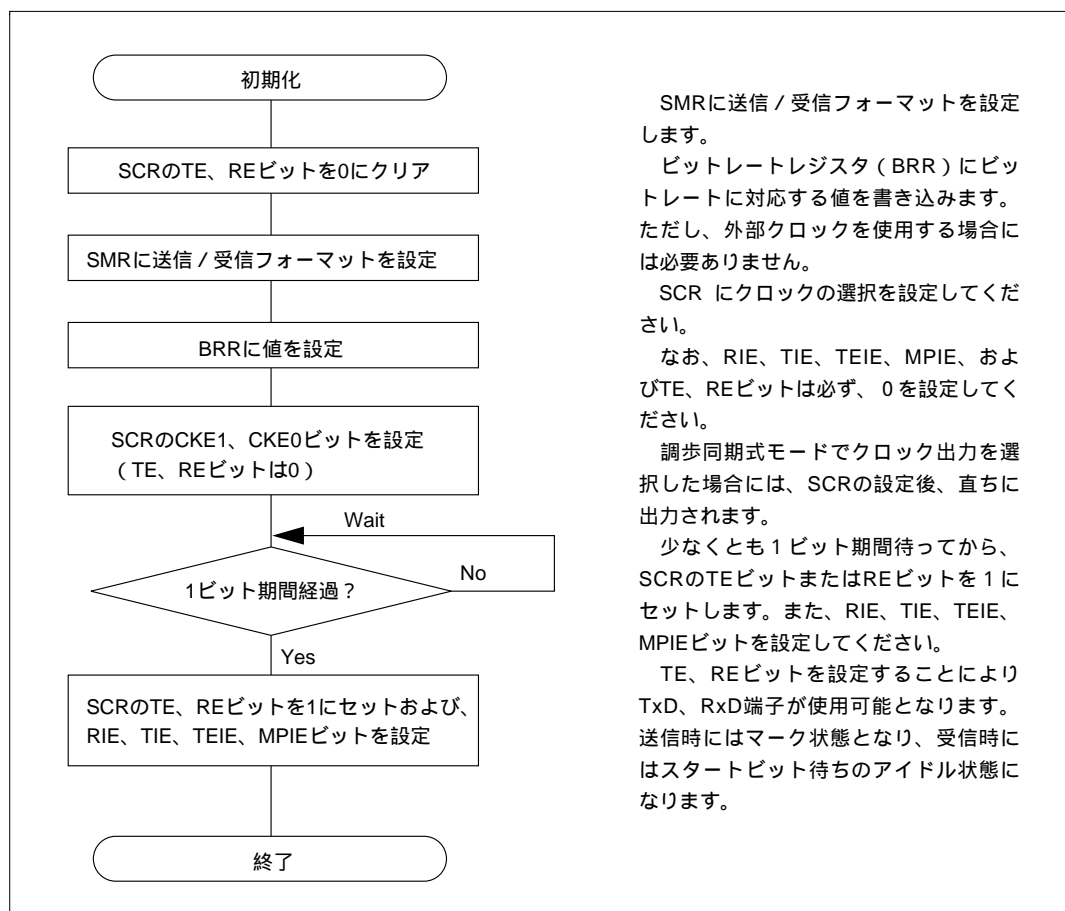 初期化
SCRのTE、REビットを0にクリア
SMRに送信／受信フォーマットを設定
BRRに値を設定
SCRのCKE1、CKE0ビットを設定
（TE、REビットは0）
Wait
1ビット期間経過？
No
Yes
SCRのTE、REビットを1にセットおよび、
RIE、TIE、TEIE、MPIEビットを設定
終了
SMRに送信／受信フォーマットを設定
します。
ビットレートレジスタ（BRR）にビッ
トレートに対応する値を書き込みます。
ただし、外部クロックを使用する場合に
は必要ありません。
SCR にクロックの選択を設定してくだ
さい。
なお、RIE、TIE、TEIE、MPIE、およ
びTE、REビットは必ず、０を設定してく
ださい。
調歩同期式モードでクロック出力を選
択した場合には、SCRの設定後、直ちに
出力されます。
少なくとも１ビット期間待ってから、
SCRのTEビットまたはREビットを１に
セットします。また、RIE、TIE、TEIE、
MPIEビットを設定してください。
TE、REビットを設定することにより
TxD、RxD端子が使用可能となります。
送信時にはマーク状態となり、受信時に
はスタートビット待ちのアイドル状態に
なります。